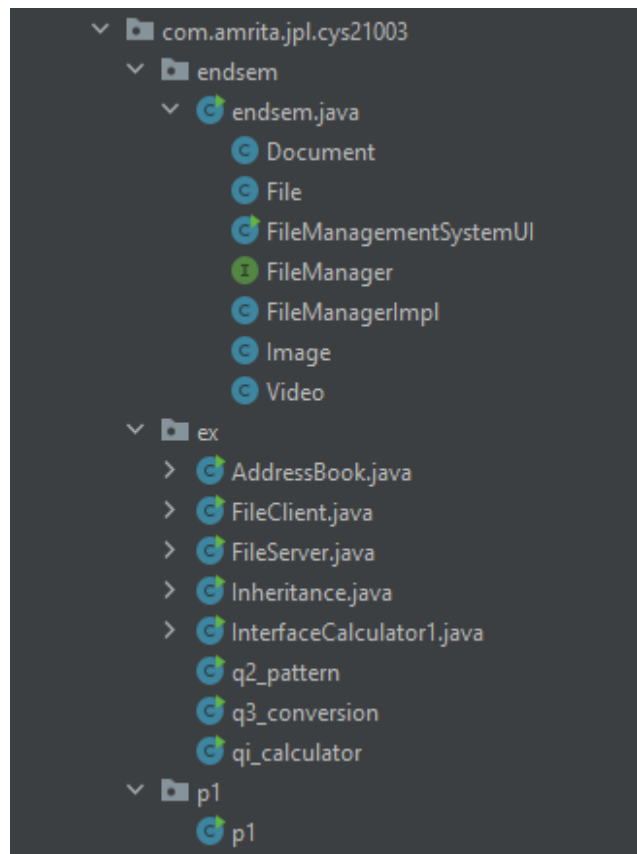 com.amrita.jpl.cys21003
endsem
endsem.java
Document
File
FileManagementSystemUI
FileManager
FileManagerImpl
Image
Video
ex
AddressBook.java
FileClient.java
FileServer.java
Inheritance.java
InterfaceCalculator1.java
q2_pattern
q3_conversion
qi_calculator
p1
p1